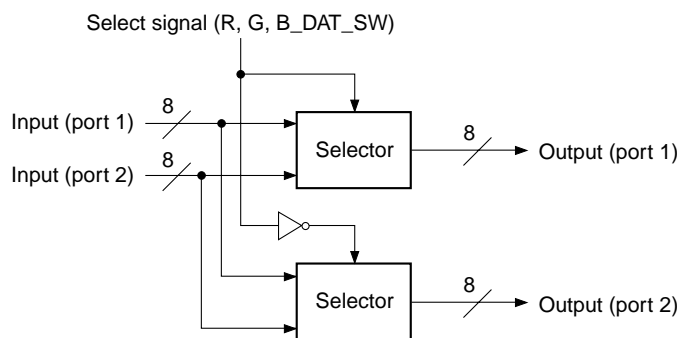 Select signal (R, G, B_DAT_SW)
8
Input (port 1)
8
Selector
Output (port 1)
8
Input (port 2)
8
Selector
Output (port 2)